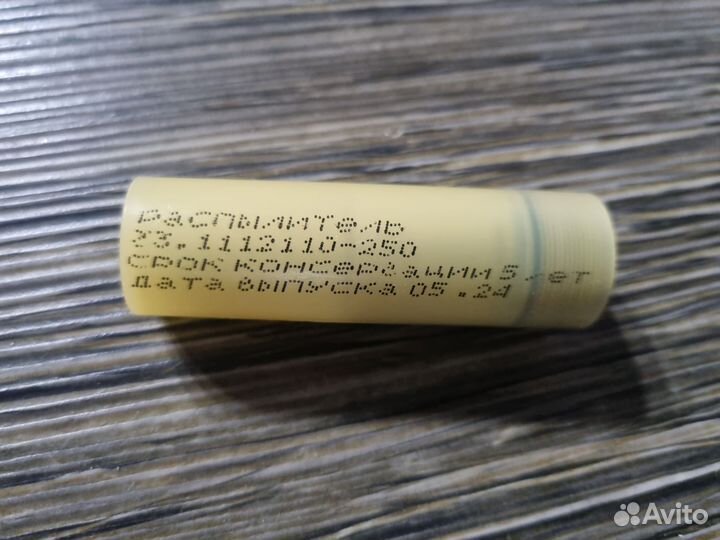 Распылитель
23.1112110-250
Срок консервации 5 лет
Дата выпуска 05.24
Avito